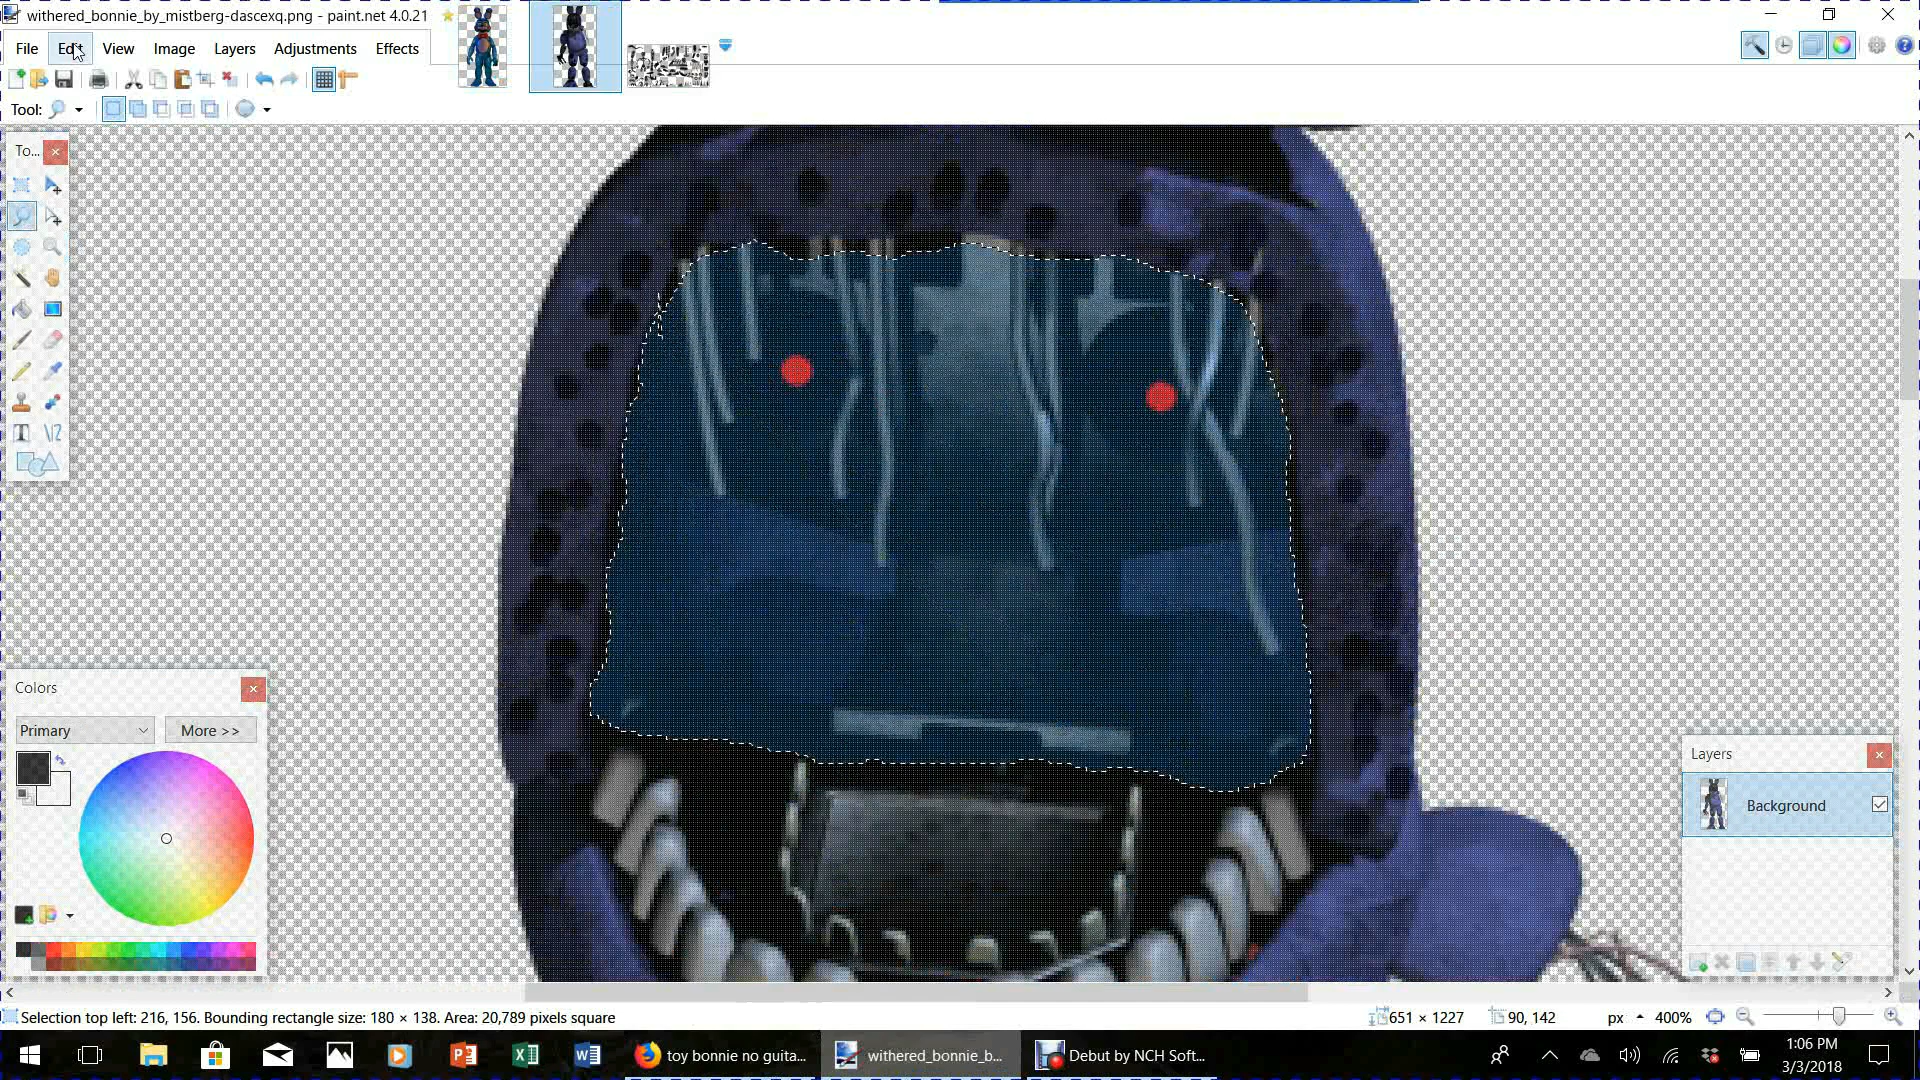 withered_bonnie_by_mistberg-dascexq.png - paint.net 4.0.21
File Edit View Image Layers Adjustments Effects
Tool:
To...
Colors
Primary
More >>
Layers
Background
Selection top left: 216, 156. Bounding rectangle size: 180 × 138. Area: 20,789 pixels square
651 × 1227
90, 142
px
400%
toy bonnie no guita...
withered_bonnie_b...
Debut by NCH Soft...
1:06 PM
3/3/2018